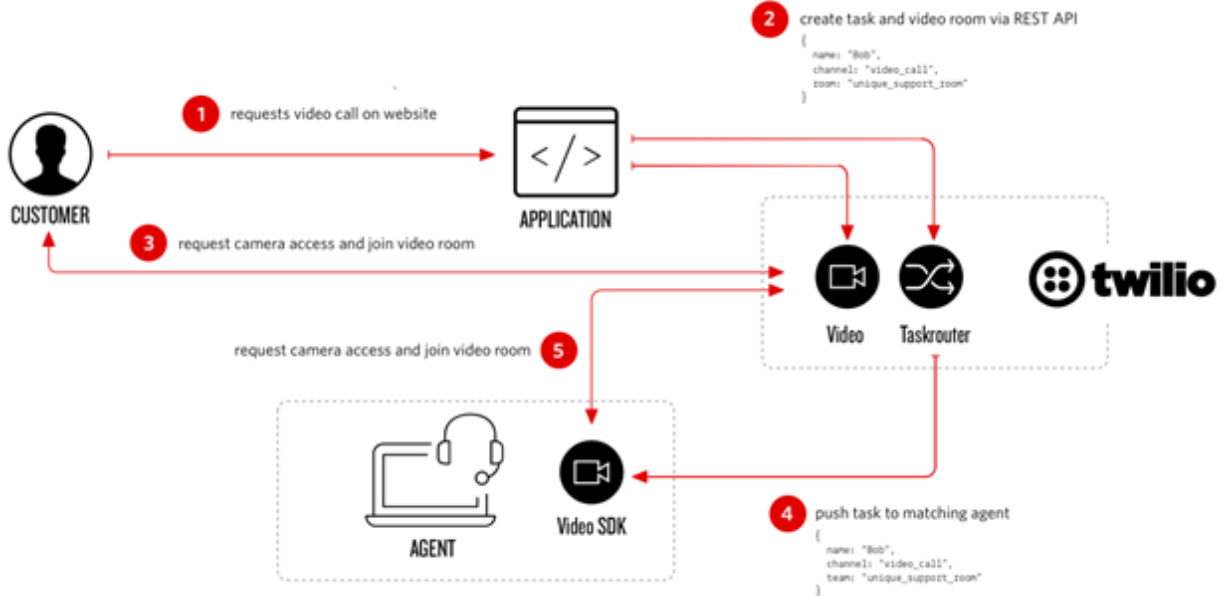 2 create task and video room via REST API
{
name: "Bob",
channel: "video_call",
room: "unique_support_room"
}
1 requests video call on website
</>
CUSTOMER
APPLICATION
3 request camera access and join video room
twilio
Video
Taskrouter
request camera access and join video room 5
AGENT
Video SDK
4 push task to matching agent
{
name: "Bob",
channel: "video_call",
team: "unique_support_room"
}